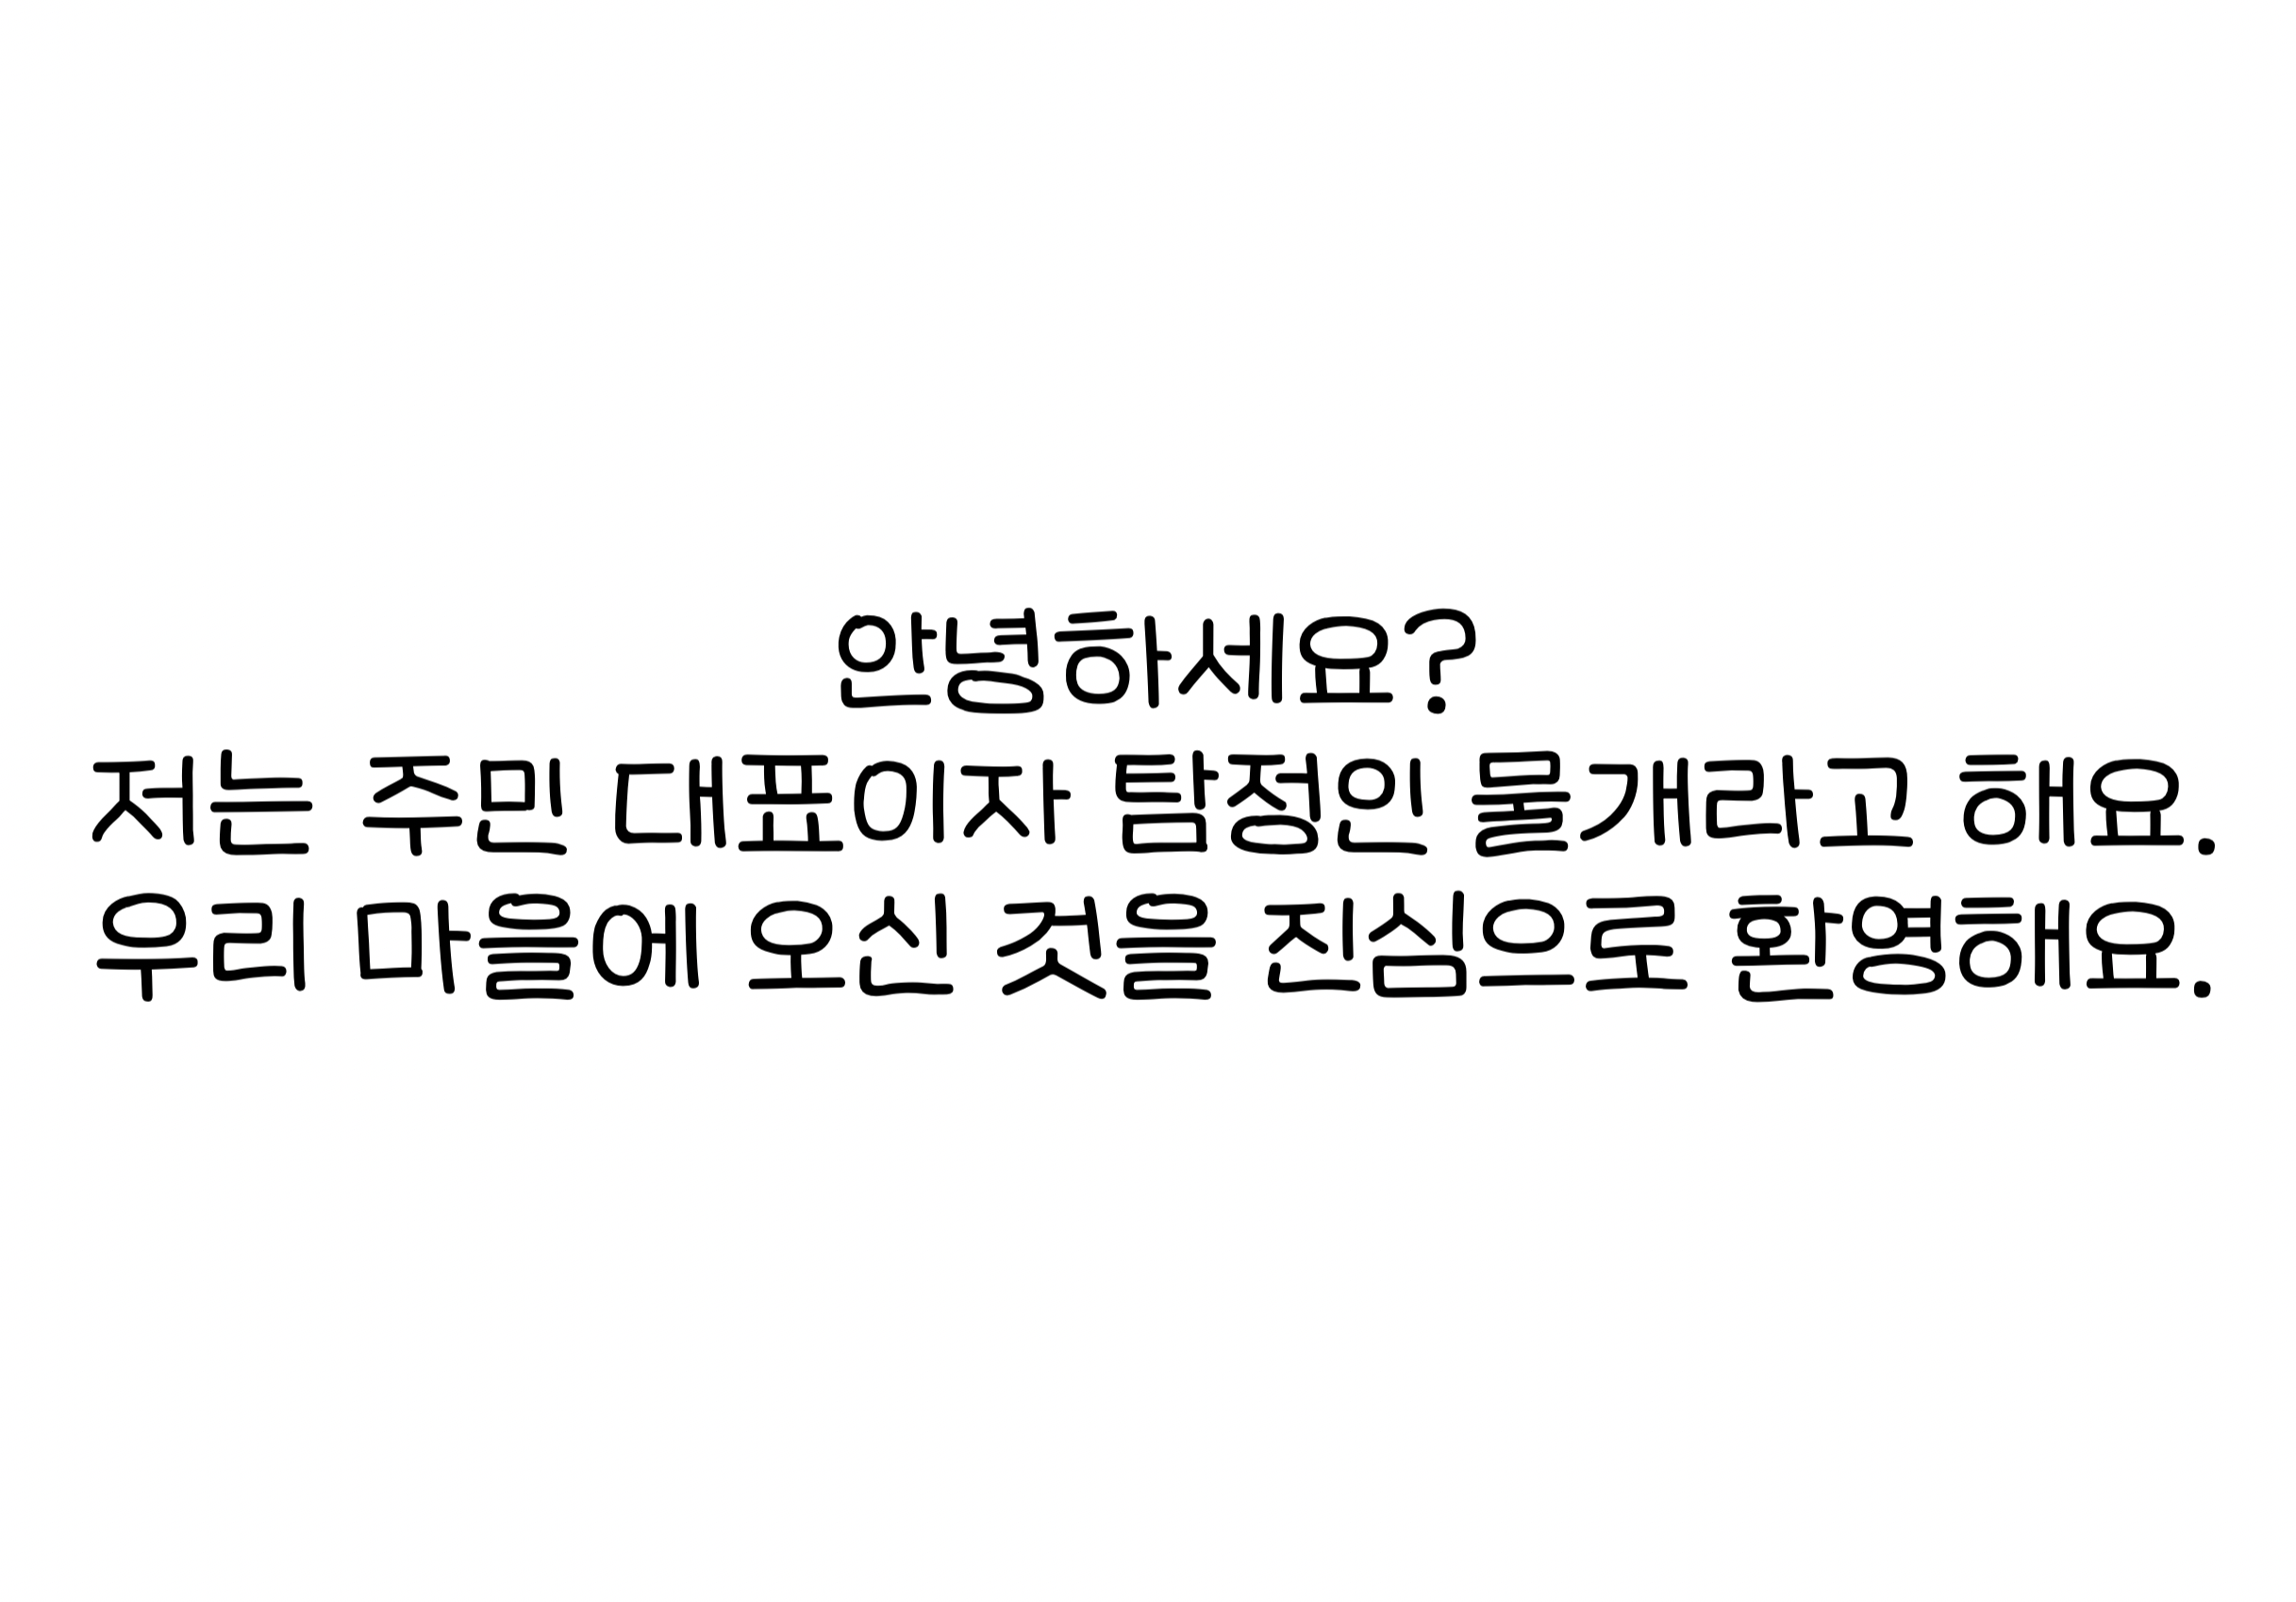 안녕하세요?
저는 주민 대표이자 탐정인 들개라고 해요.
우리 마을에 오신 것을 진심으로 환영해요.